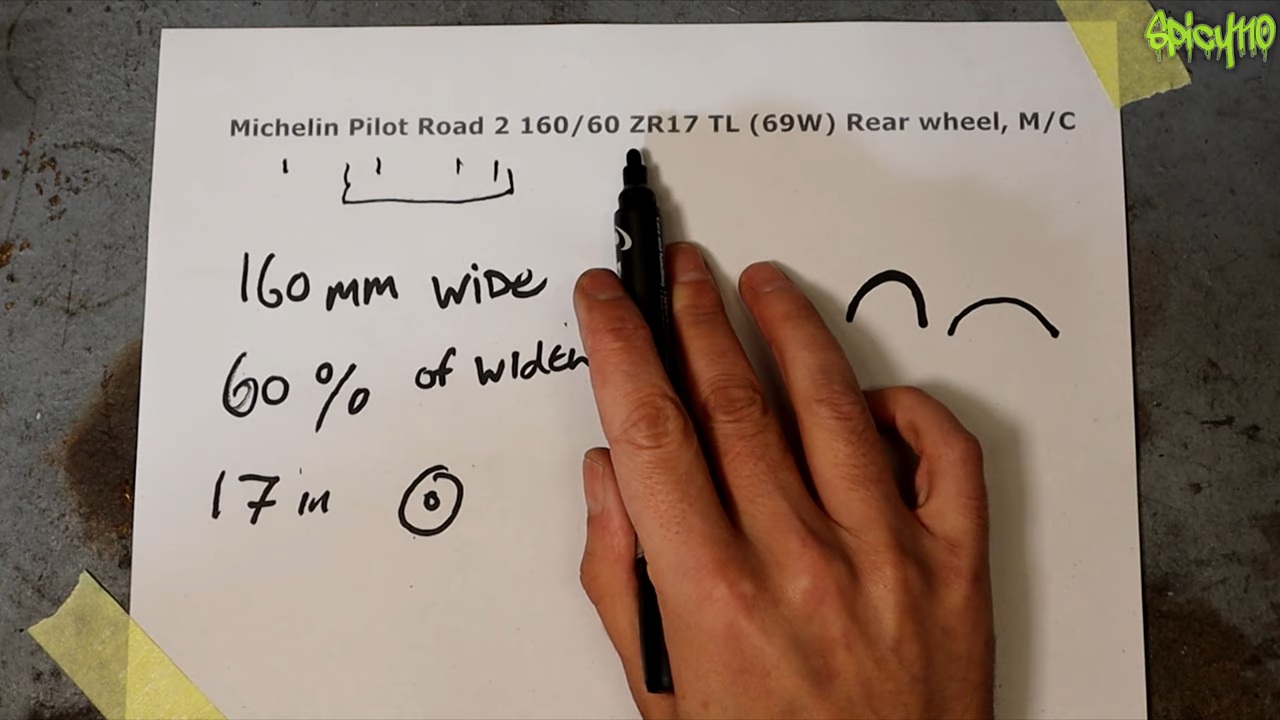 SPicy110
Michelin Pilot Road 2 160/60 ZR17 TL (69W) Rear wheel, M/C
160 mm wide
60 % of
17 in